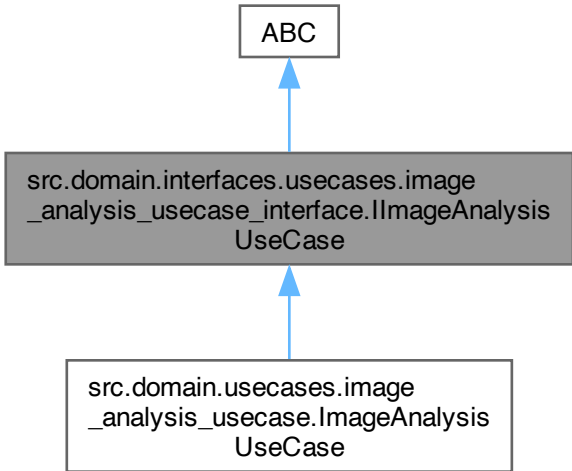 ABC
src.domain.interfaces.usecases.image
_analysis_usecase_interface.IImageAnalysis
UseCase
src.domain.usecases.image
_analysis_usecase.ImageAnalysis
UseCase